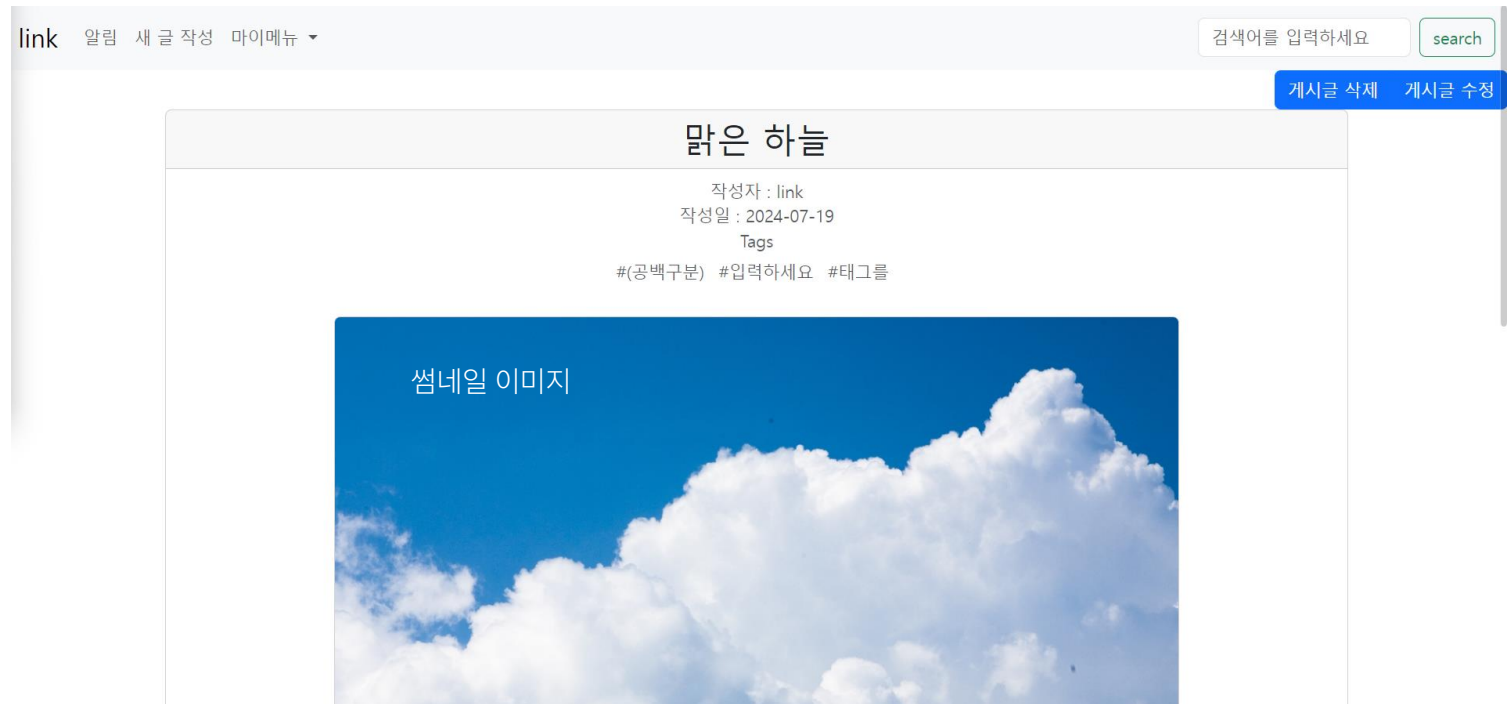 link 알림 새 글 작성 마이메뉴 검색어를 입력하세요 search
게시글 삭제 게시글 수정
맑은 하늘
작성자 : link
작성일 : 2024-07-19
Tags
#(공백구분) #입력하세요 #태그를
썸네일 이미지